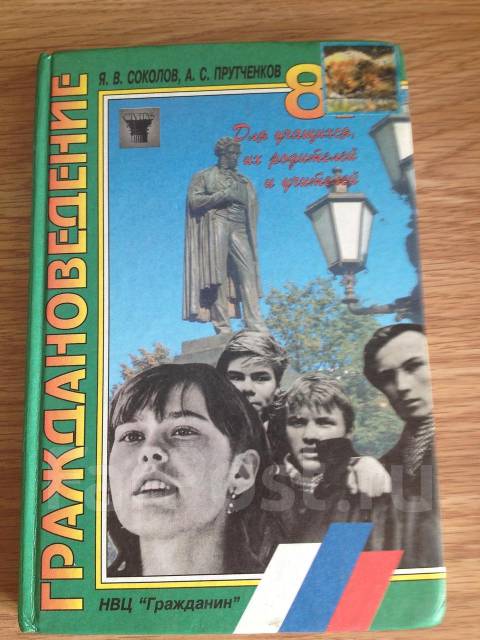 Я. В. СОКОЛОВ, А. С. ПРУТЧЕНКОВ
ГРАЖДАНОВЕДЕНИЕ
8
Для учащихся,
их родителей
и учителей
НВЦ "Гражданин"